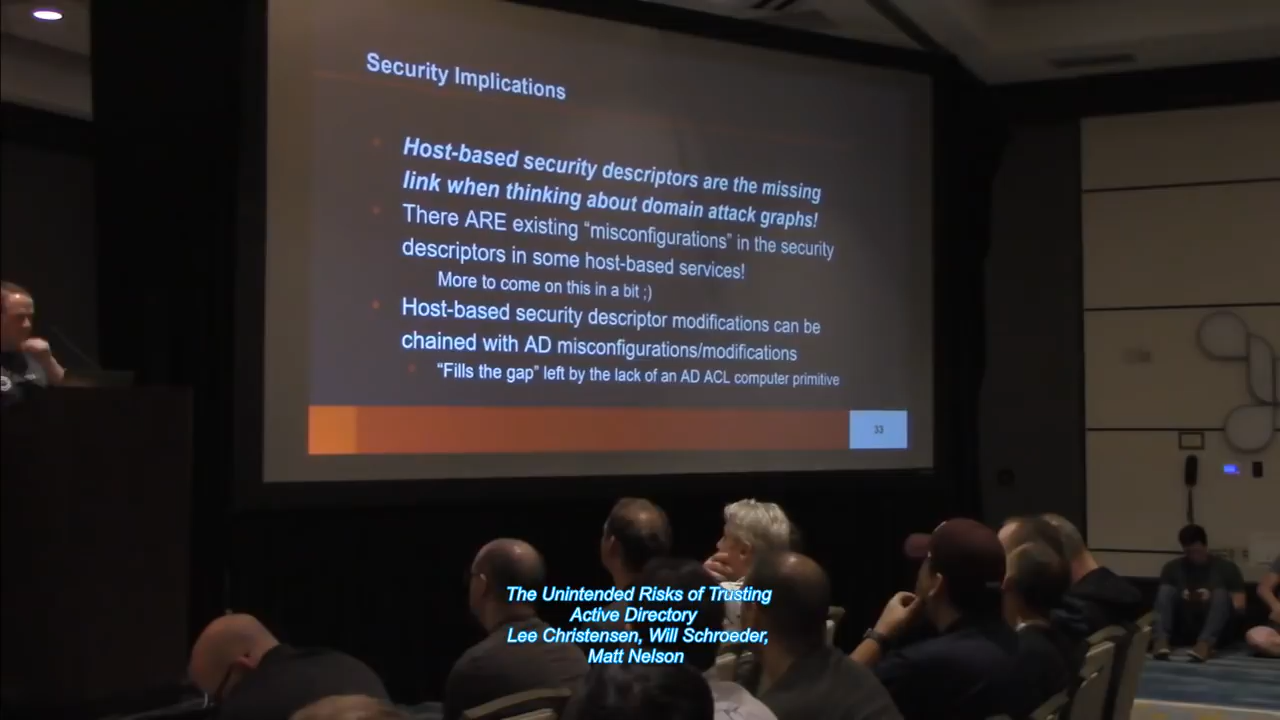 Security Implications
Host-based security descriptors are the missing
link when thinking about domain attack graphs!
There ARE existing “misconfigurations” in the security
descriptors in some host-based services!
More to come on this in a bit ;)
Host-based security descriptor modifications can be
chained with AD misconfigurations/modifications
“Fills the gap” left by the lack of an AD ACL computer primitive
33
The Unintended Risks of Trusting
Active Directory
Lee Christensen, Will Schroeder,
Matt Nelson